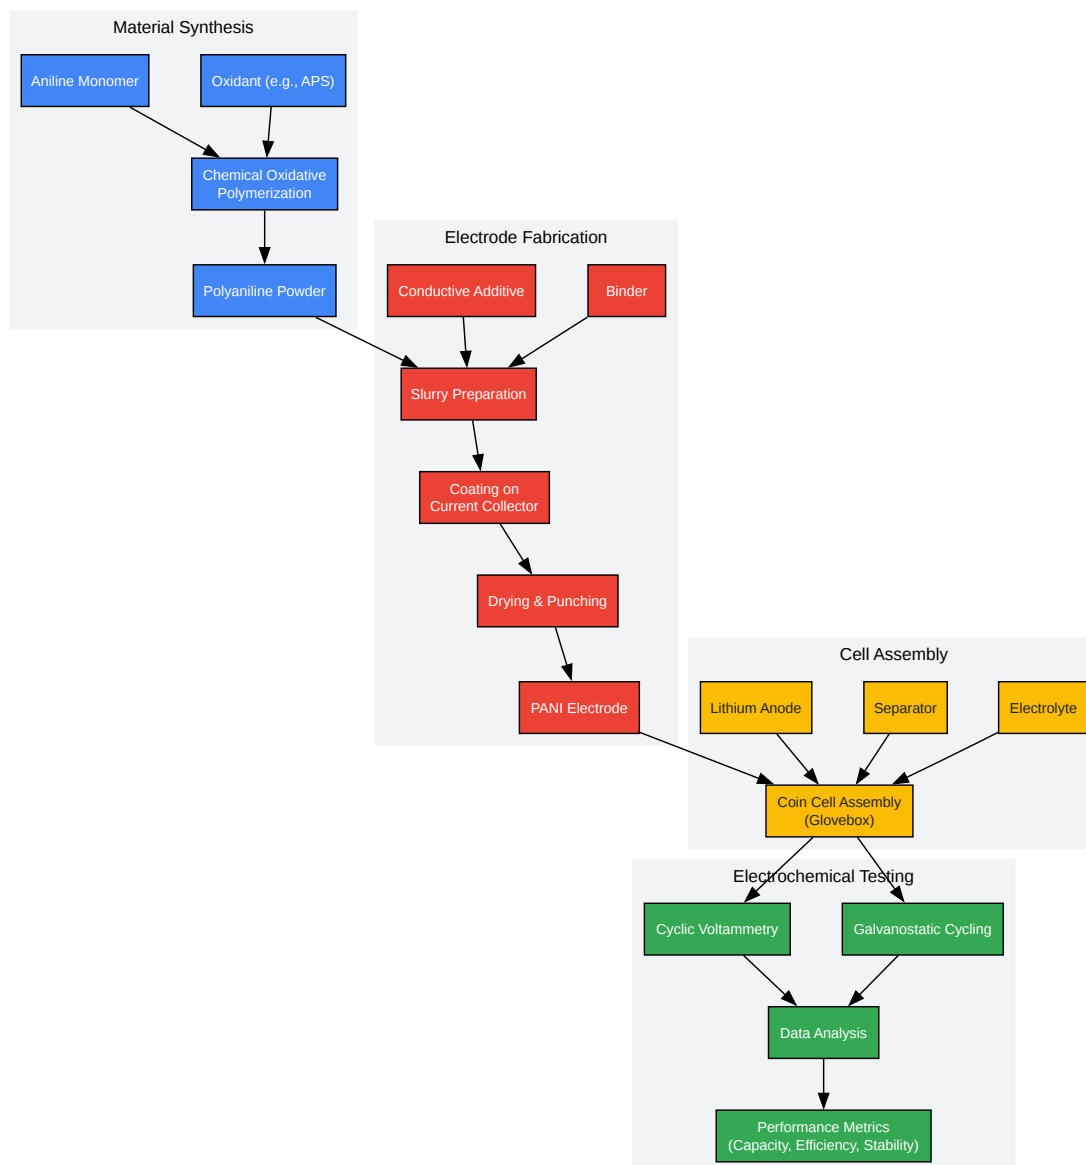 Material Synthesis
Aniline Monomer
Oxidant (e.g., APS)
Chemical Oxidative
Polymerization
Polyaniline Powder
Electrode Fabrication
Conductive Additive
Binder
Slurry Preparation
Coating on
Current Collector
Drying & Punching
PANI Electrode
Cell Assembly
Lithium Anode
Separator
Electrolyte
Coin Cell Assembly
(Glovebox)
Electrochemical Testing
Cyclic Voltammetry
Galvanostatic Cycling
Data Analysis
Performance Metrics
(Capacity, Efficiency, Stability)